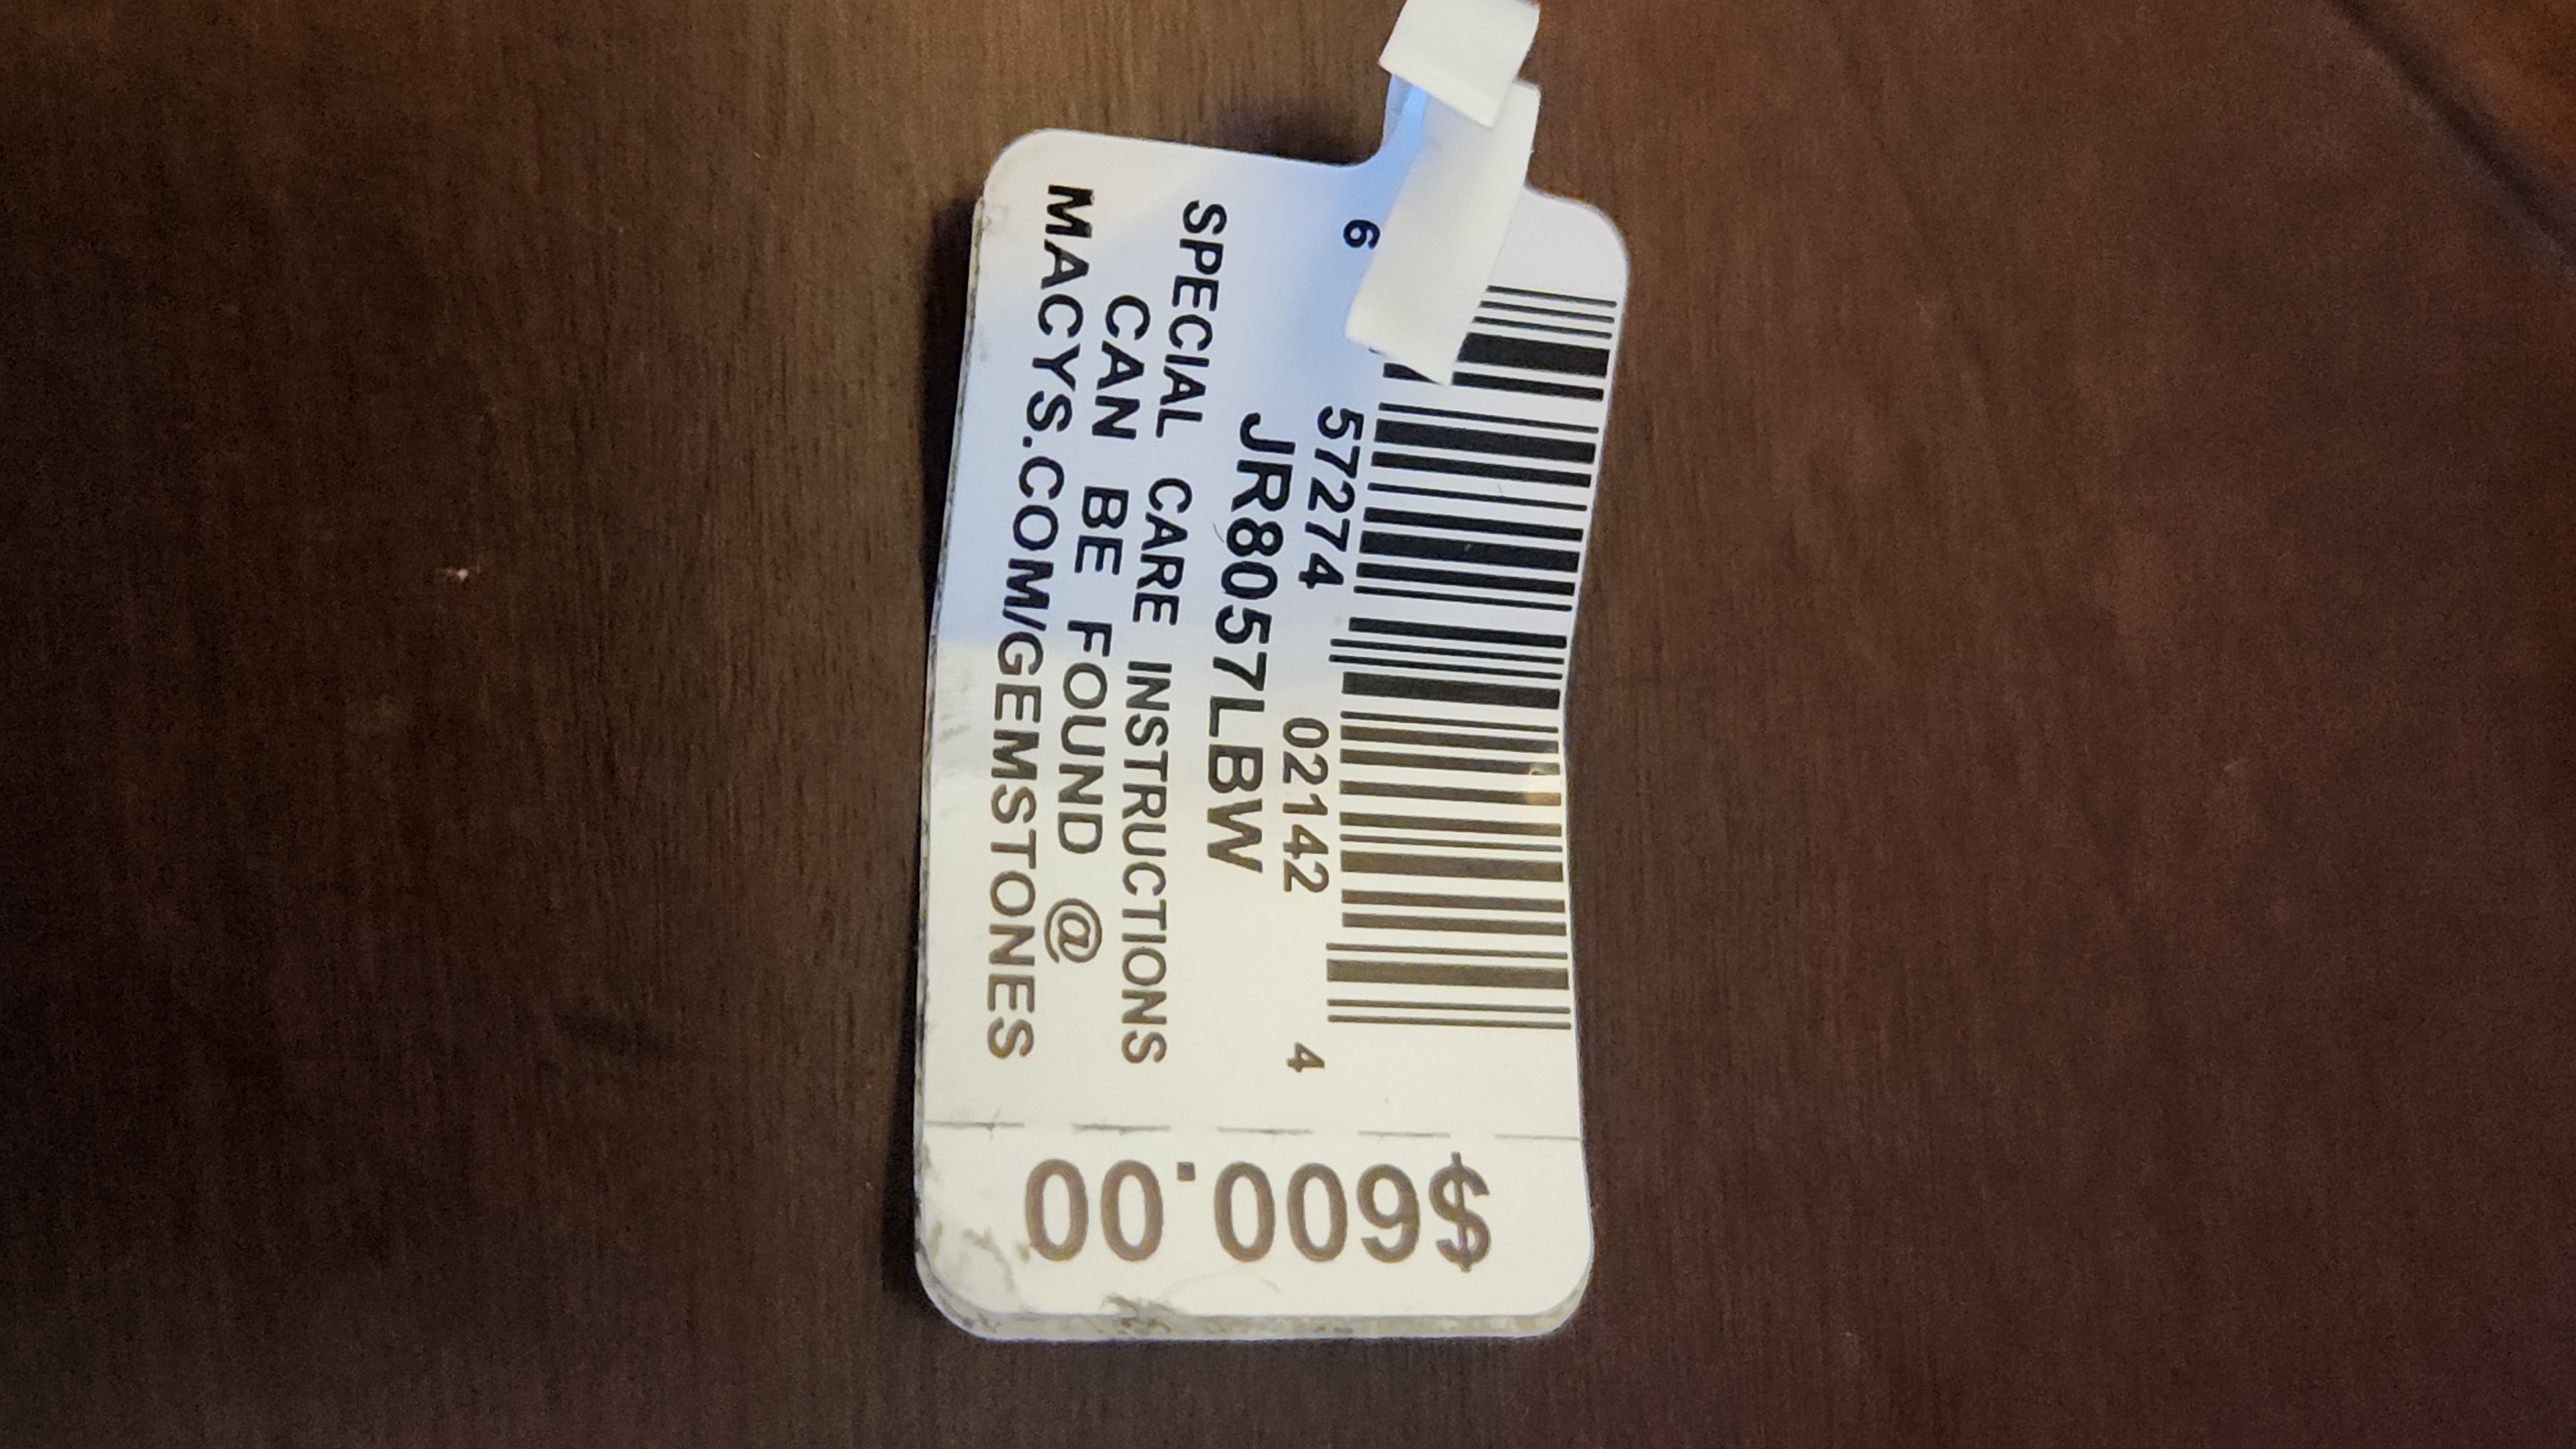 6 57274 02142 4
JR8057LBW
SPECIAL CARE INSTRUCTIONS
CAN BE FOUND @
MACYS.COM/GEMSTONES
$600.00